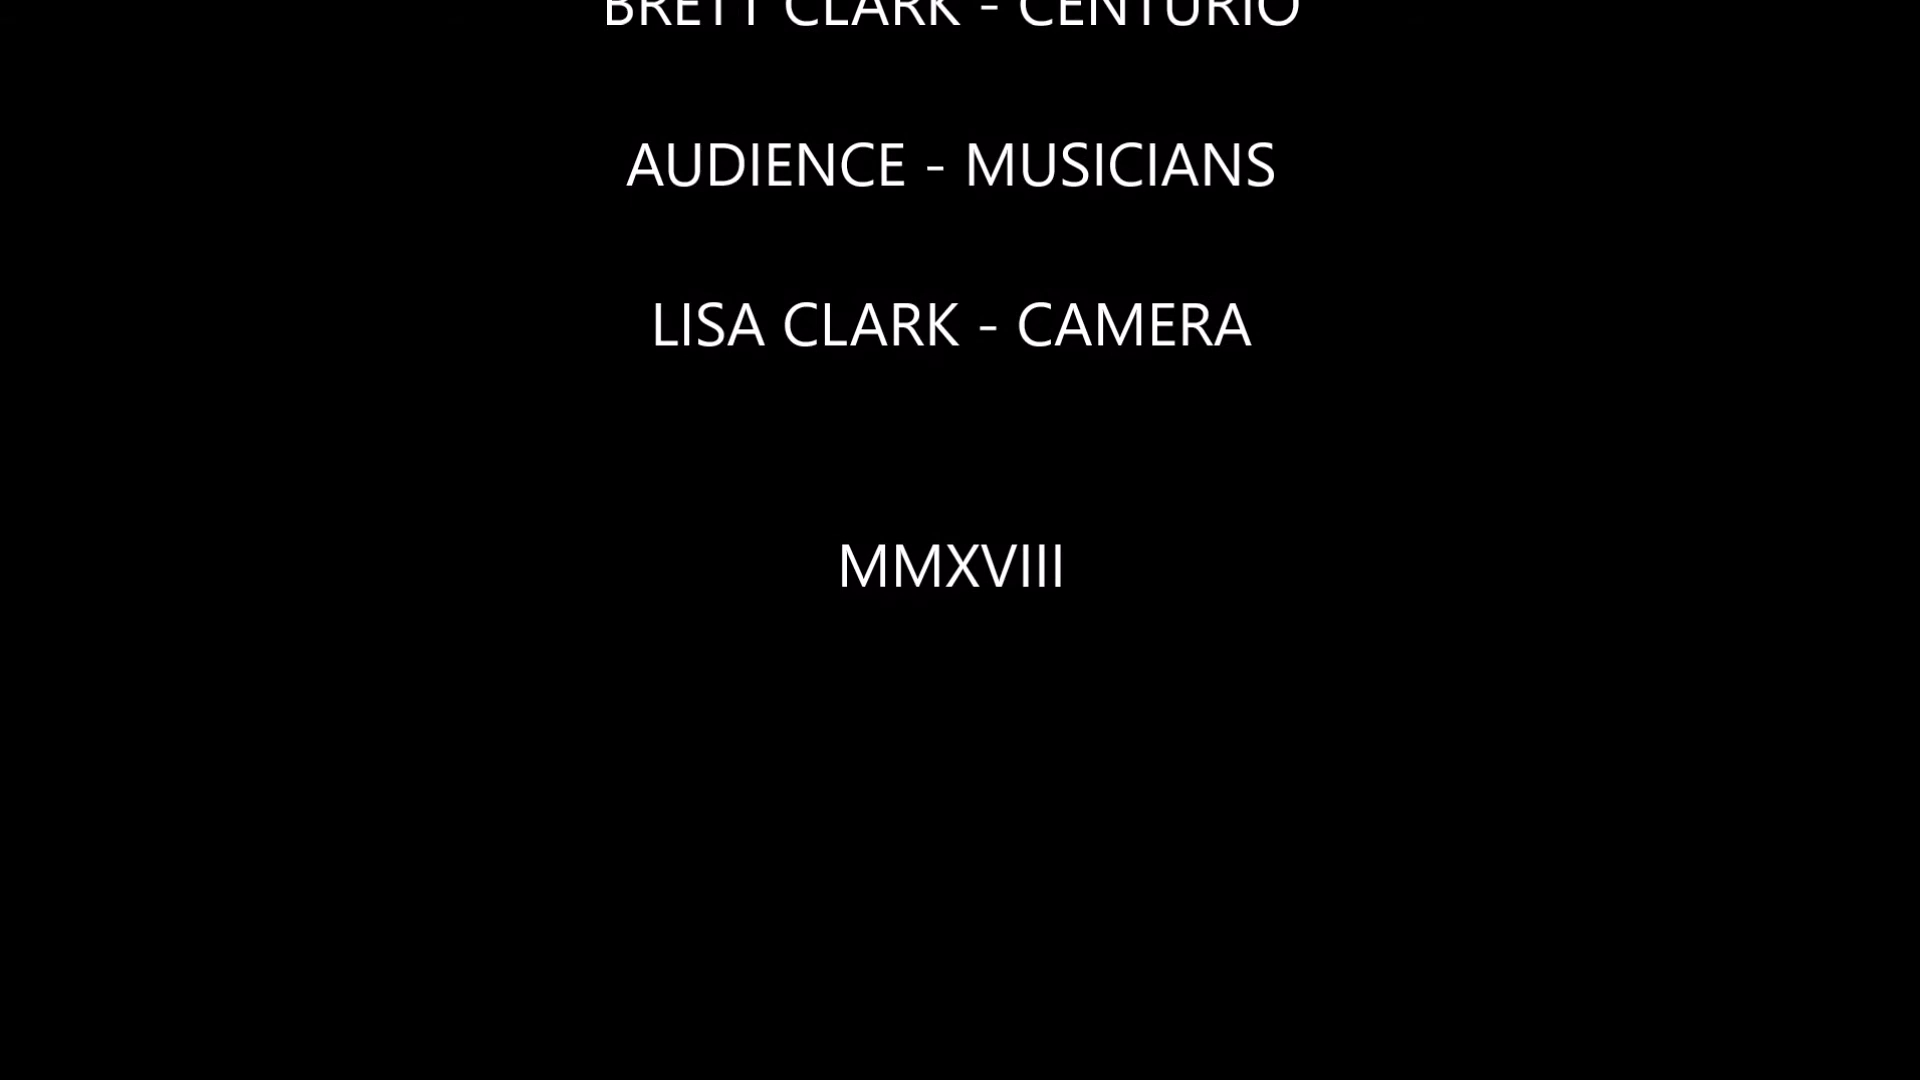 BRETT CLARK - CENTURIO
AUDIENCE - MUSICIANS
LISA CLARK - CAMERA
MMXVIII